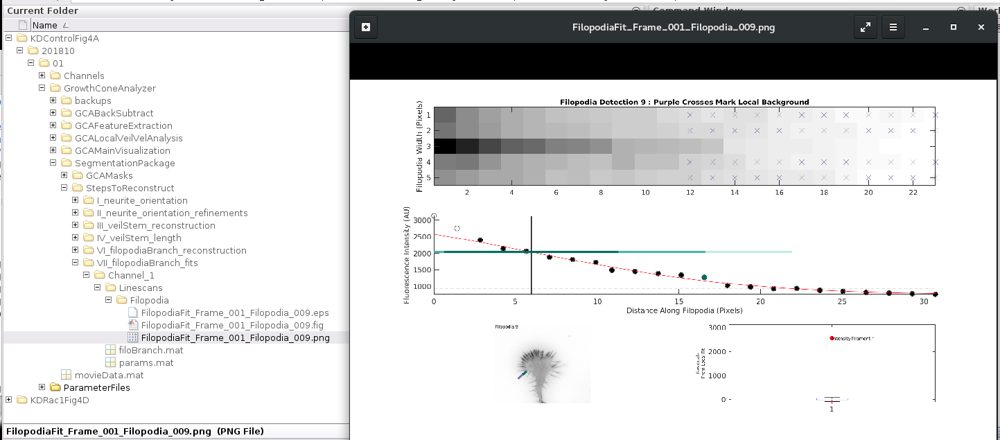 Current Folder
Command Window
Name
KDControlFig4A
201810
01
Channels
GrowthConeAnalyzer
backups
GCABackSubtract
GCAFeatureExtraction
GCALocalVeilVelAnalysis
GCAMainVisualization
SegmentationPackage
GCAMasks
StepsToReconstruct
I_neurite_orientation
II_neurite_orientation_refinements
III_veilStem_reconstruction
IV_veilStem_length
VI_filopodiaBranch_reconstruction
VII_filopodiaBranch_fits
Channel_1
Linescans
Filopodia
FilopodiaFit_Frame_001_Filopodia_009.eps
FilopodiaFit_Frame_001_Filopodia_009.fig
FilopodiaFit_Frame_001_Filopodia_009.png
filoBranch.mat
params.mat
movieData.mat
ParameterFiles
KDRac1Fig4D
FilopodiaFit_Frame_001_Filopodia_009.png (PNG File)
FilopodiaFit_Frame_001_Filopodia_009.png
Filopodia Detection 9 : Purple Crosses Mark Local Background
Filopodia Width (Pixels)
1
2
3
4
5
2 4 6 8 10 12 14 16 18 20 22
Fluorescence Intensity (AU)
3000
2500
2000
1500
1000
0 5 10 15 20 25 30
Distance Along Filopodia (Pixels)
Filopodia 9
Residuals
From Local Fit
3000
2000
1000
0
Intensity Filament
1